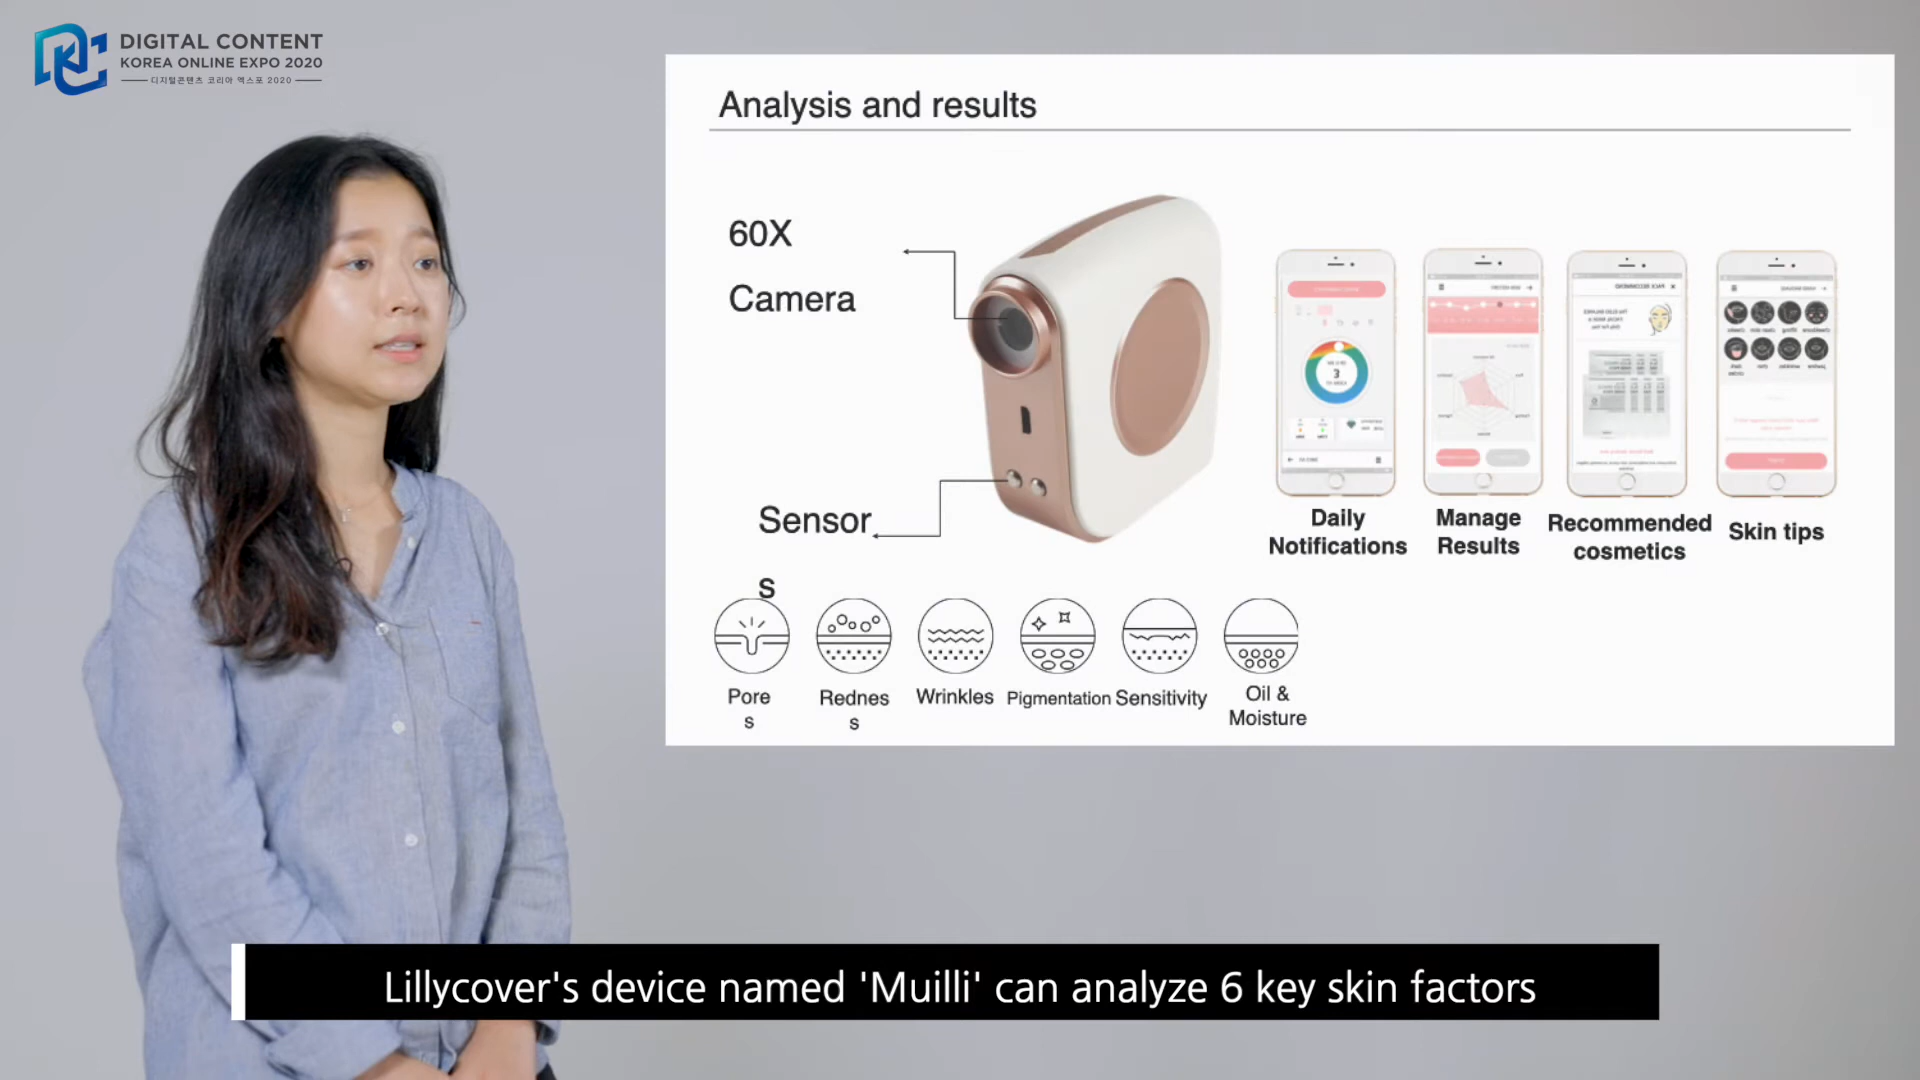 DIGITAL CONTENT
KOREA ONLINE EXPO 2020
디지털콘텐츠 코리아 엑스포 2020
Analysis and results
60X
Camera
Sensor
s
Daily
Notifications
Manage
Results
Recommended
cosmetics
Skin tips
Pore
s
Rednes
s
Wrinkles
Pigmentation
Sensitivity
Oil &
Moisture
Lillycover's device named 'Muilli' can analyze 6 key skin factors